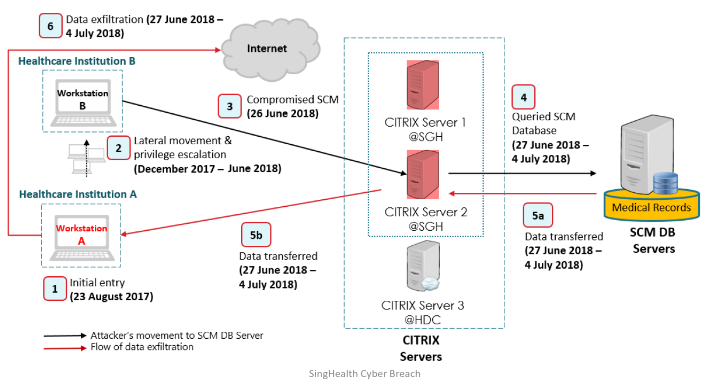 6
Data exfiltration (27 June 2018 –
4 July 2018)
Internet
Healthcare Institution B
Workstation
B
3
Compromised SCM
(26 June 2018)
2
Lateral movement &
privilege escalation
(December 2017 – June 2018)
Healthcare Institution A
Workstation
A
1
Initial entry
(23 August 2017)
5b
Data transferred
(27 June 2018 –
4 July 2018)
CITRIX Server 1
@SGH
CITRIX Server 2
@SGH
CITRIX Server 3
@HDC
CITRIX
Servers
4
Queried SCM
Database
(27 June 2018 –
4 July 2018)
5a
Data transferred
(27 June 2018 –
4 July 2018)
Medical Records
SCM DB
Servers
Attacker's movement to SCM DB Server
Flow of data exfiltration
SingHealth Cyber Breach